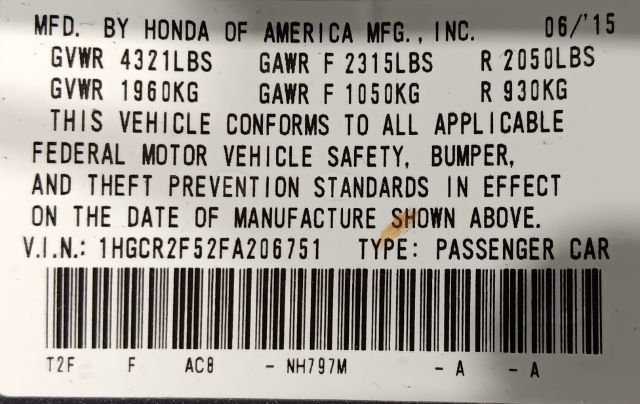 MFD. BY HONDA OF AMERICA MFG., INC. 06/'15
GVWR 4321LBS GAWR F 2315LBS R 2050LBS
GVWR 1960KG GAWR F 1050KG R 930KG
THIS VEHICLE CONFORMS TO ALL APPLICABLE
FEDERAL MOTOR VEHICLE SAFETY, BUMPER,
AND THEFT PREVENTION STANDARDS IN EFFECT
ON THE DATE OF MANUFACTURE SHOWN ABOVE.
V.I.N.: 1HGCR2F52FA206751 TYPE: PASSENGER CAR
T2F F AC8 - NH797M - A - A